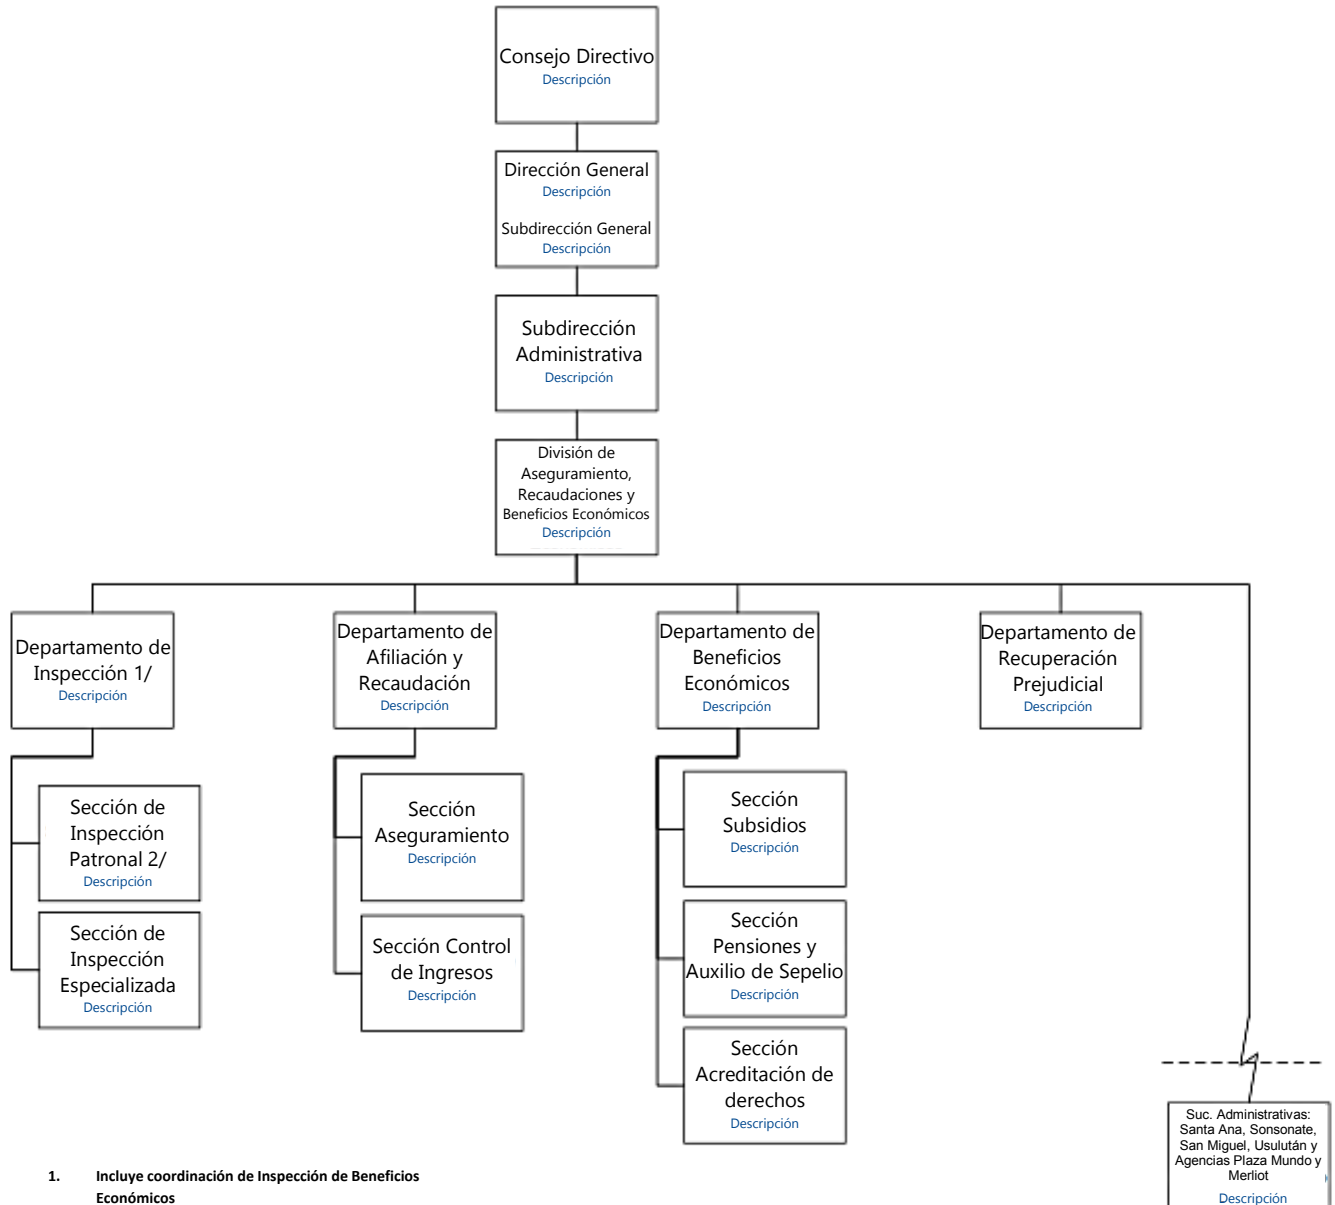 Consejo Directivo
Descripción
Dirección General
Descripción
Subdirección General
Descripción
Subdirección
Administrativa
Descripción
División de
Aseguramiento,
Recaudaciones y
Beneficios Económicos
Descripción
Departamento de
Inspección 1/
Descripción
Departamento de
Afiliación y
Recaudación
Descripción
Departamento de
Beneficios
Económicos
Descripción
Departamento de
Recuperación
Prejudicial
Descripción
Sección de
Inspección
Patronal 2/
Descripción
Sección de
Inspección
Especializada
Descripción
Sección
Aseguramiento
Descripción
Sección Control
de Ingresos
Descripción
Sección
Subsidios
Descripción
Sección
Pensiones y
Auxilio de Sepelio
Descripción
Sección
Acreditación de
derechos
Descripción
Suc. Administrativas:
Santa Ana, Sonsonate,
San Miguel, Usulután y
Agencias Plaza Mundo y
Merliot
Descripción
1. Incluye coordinación de Inspección de Beneficios
Económicos